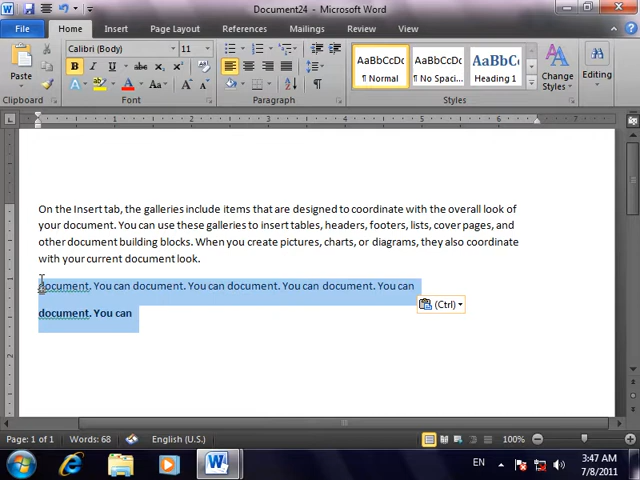 Document24 - Microsoft Word
File Home Insert Page Layout References Mailings Review View
Calibri (Body) 11
AaBbCcDc AaBbCcDc AaBbCc
¶ Normal ¶ No Spaci... Heading 1
Paste
Change Styles
Editing
Clipboard Font Paragraph Styles
On the Insert tab, the galleries include items that are designed to coordinate with the overall look of
your document. You can use these galleries to insert tables, headers, footers, lists, cover pages, and
other document building blocks. When you create pictures, charts, or diagrams, they also coordinate
with your current document look.
document. You can document. You can document. You can document. You can
(Ctrl)
document. You can
Page: 1 of 1 Words: 68 English (U.S.) 100%
EN 3:47 AM
7/8/2011